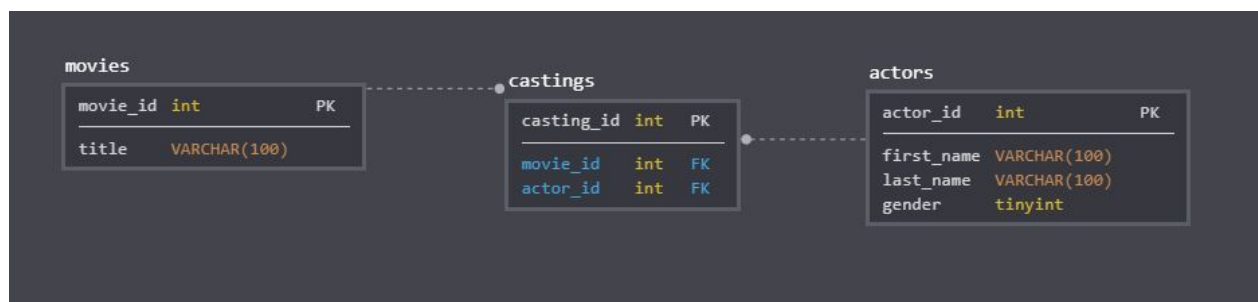 movies
movie_id int PK
title VARCHAR(100)
castings
casting_id int PK
movie_id int FK
actor_id int FK
actors
actor_id int PK
first_name VARCHAR(100)
last_name VARCHAR(100)
gender tinyint